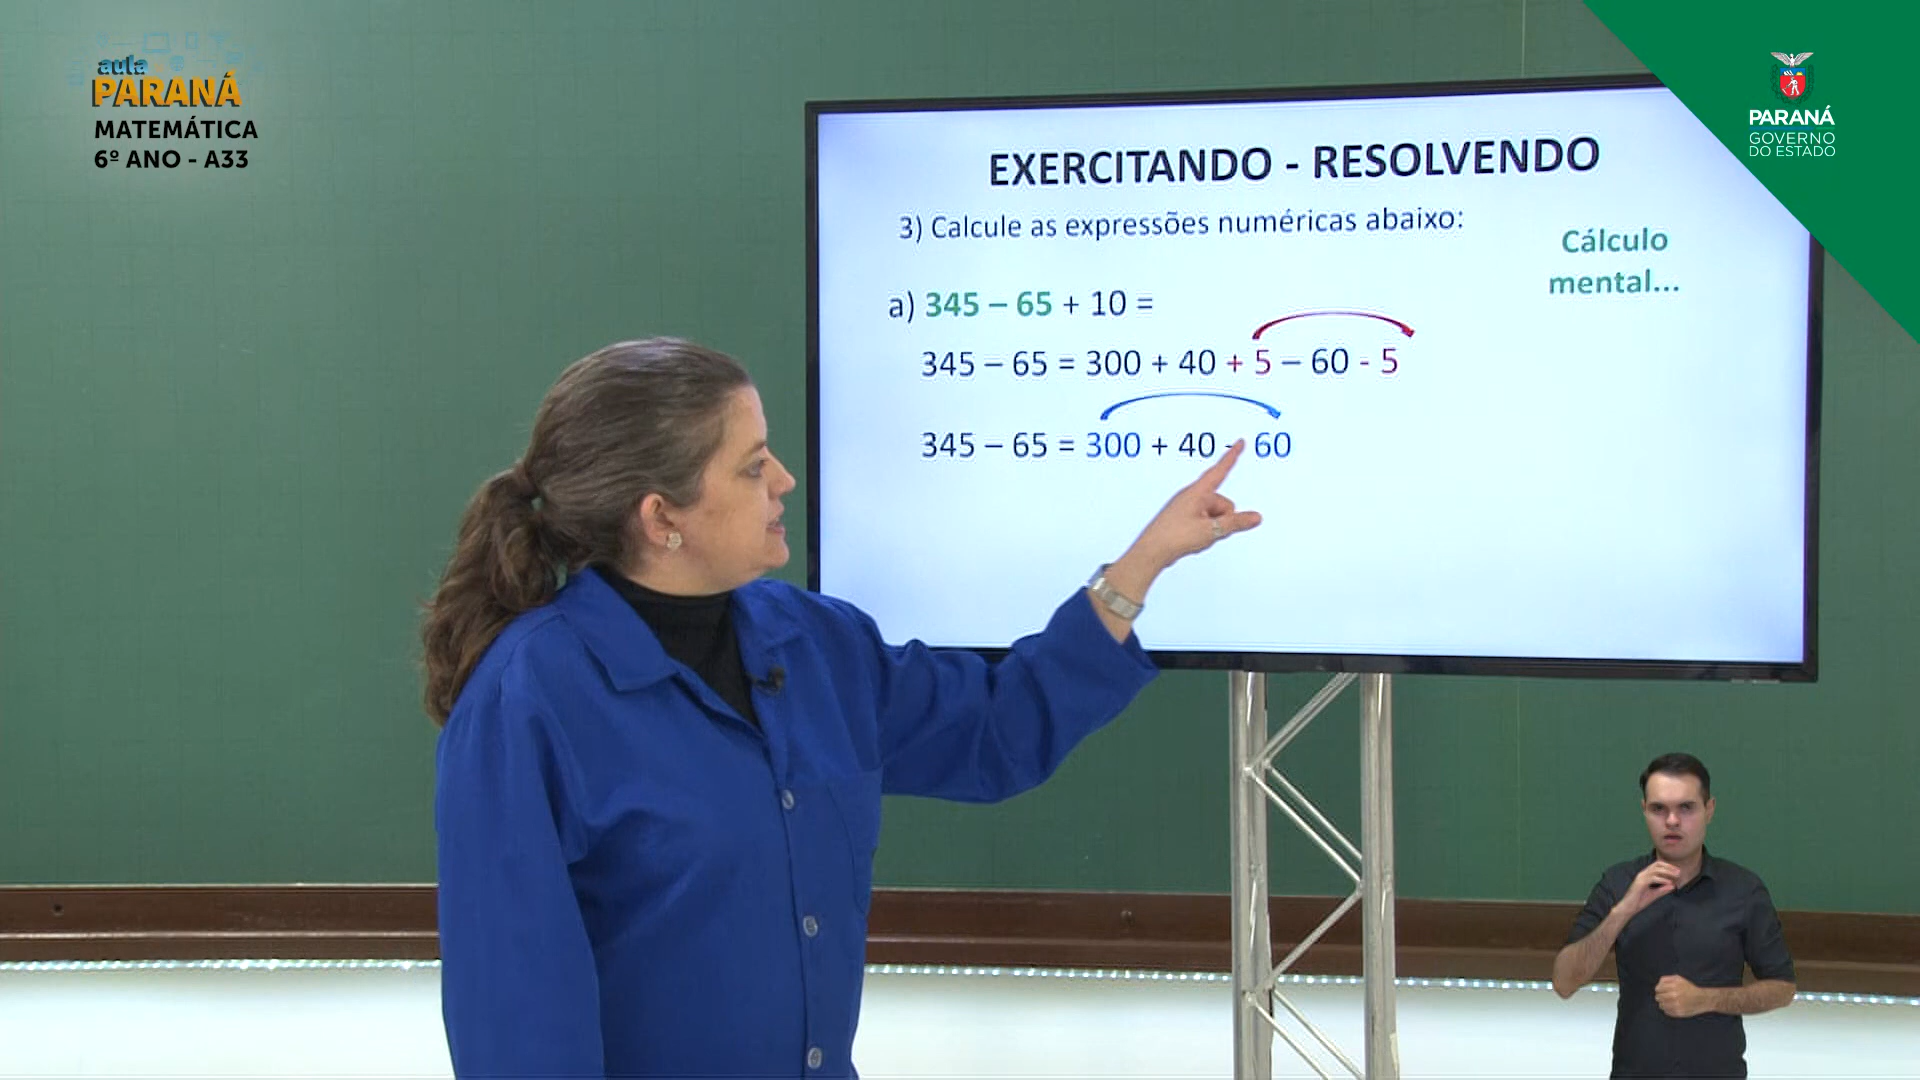 aula
PARANÁ
MATEMÁTICA
6º ANO - A33
PARANÁ
GOVERNO
DO ESTADO
EXERCITANDO - RESOLVENDO
3) Calcule as expressões numéricas abaixo:
Cálculo
mental...
a) 345 – 65 + 10 =
345 – 65 = 300 + 40 + 5 – 60 - 5
345 – 65 = 300 + 40 - 60